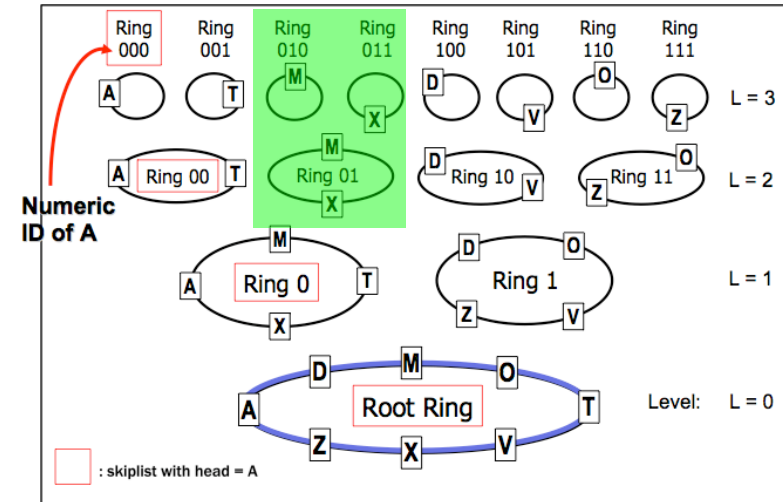 Ring Ring Ring Ring Ring Ring Ring Ring
000 001 010 011 100 101 110 111
A T M X D V O Z L = 3
A Ring 00 T M Ring 01 X D Ring 10 V O Ring 11 Z L = 2
Numeric
ID of A
A M Ring 0 T X D O Ring 1 Z V L = 1
D M O
A Root Ring T Level: L = 0
Z X V
: skiplist with head = A